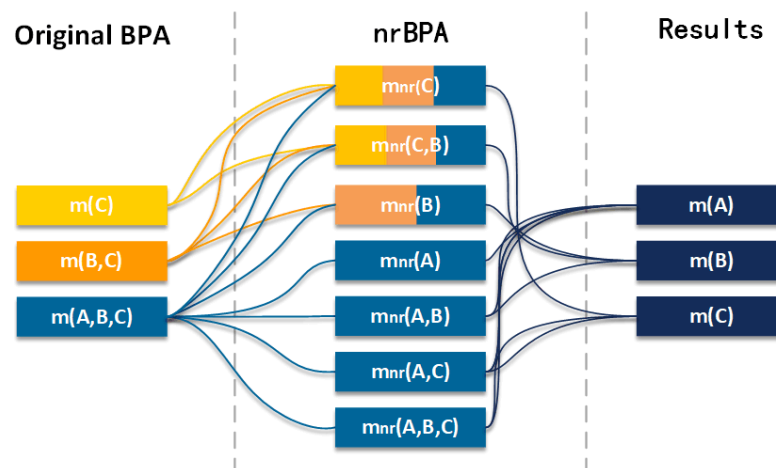 Original BPA
nrBPA
Results
m(C)
m(B,C)
m(A,B,C)
mnr(C)
mnr(C,B)
mnr(B)
mnr(A)
mnr(A,B)
mnr(A,C)
mnr(A,B,C)
m(A)
m(B)
m(C)